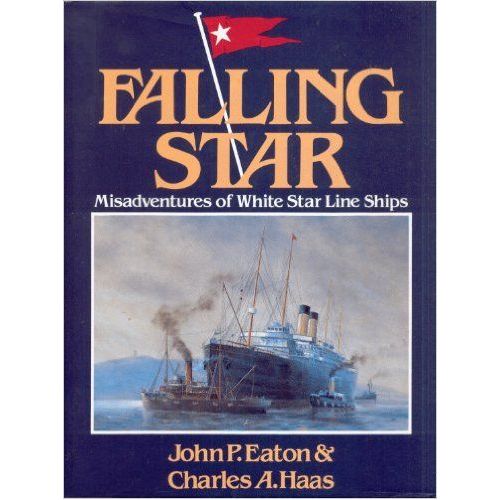 FALLING
STAR
Misadventures of White Star Line Ships
John P. Eaton &
Charles A. Haas